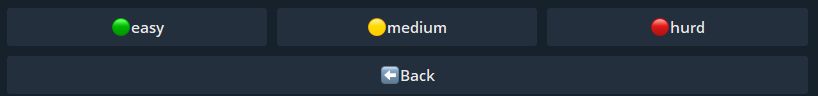 🟢easy 🟡medium 🔴hurd
⬅️Back